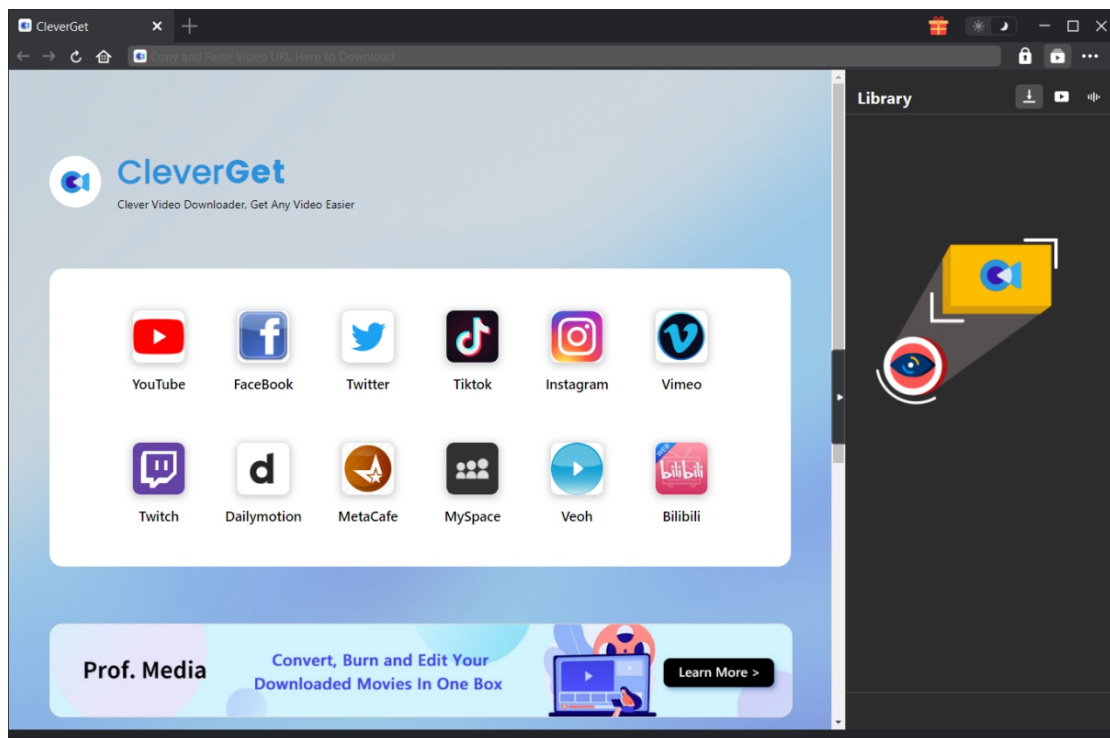 CleverGet
Copy and Paste Video URL Here to Download
Library
CleverGet
Clever Video Downloader, Get Any Video Easier
YouTube FaceBook Twitter Tiktok Instagram Vimeo
d
WEB
bilibili
Twitch Dailymotion MetaCafe MySpace Veoh Bilibili
Prof. Media
Convert, Burn and Edit Your
Downloaded Movies In One Box
Learn More >